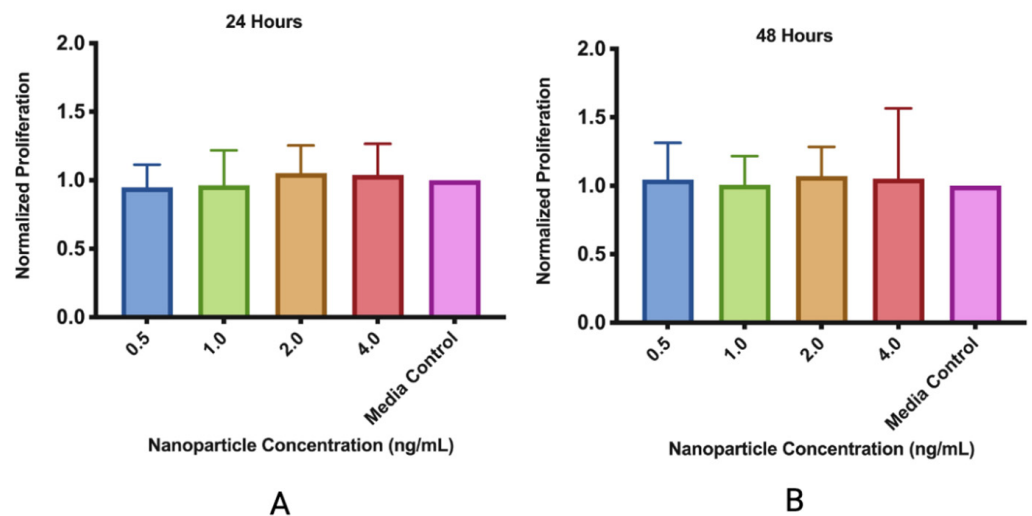 24 Hours
2.0
1.5
1.0
0.5
0.0
Normalized Proliferation
0.5
1.0
2.0
4.0
Media Control
Nanoparticle Concentration (ng/mL)
A
48 Hours
2.0
1.5
1.0
0.5
0.0
Normalized Proliferation
0.5
1.0
2.0
4.0
Media Control
Nanoparticle Concentration (ng/mL)
B